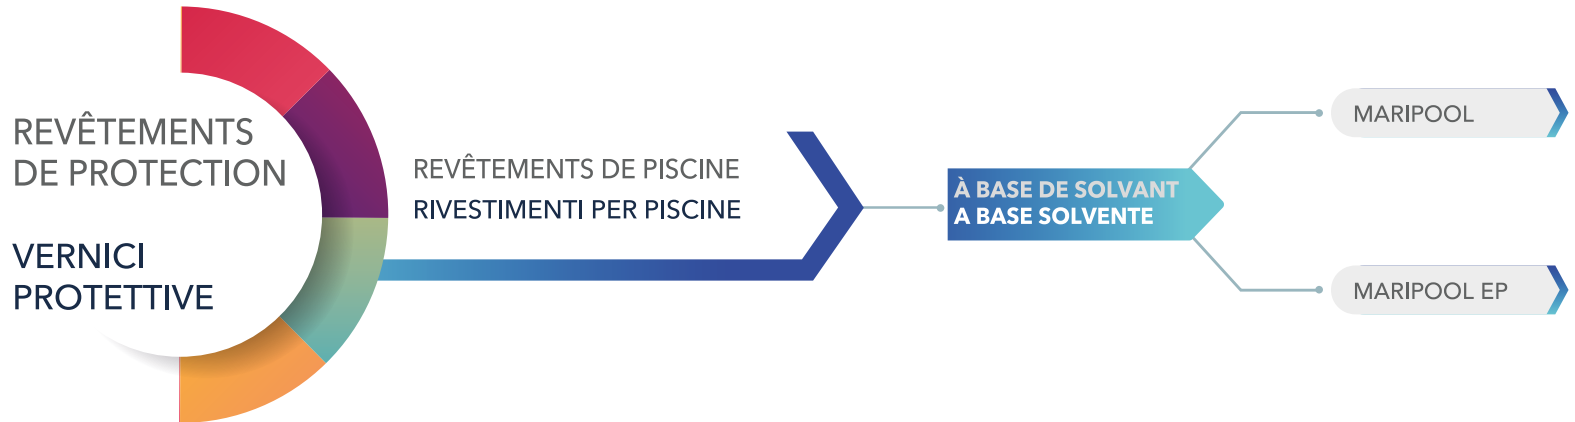 REVÊTEMENTS
DE PROTECTION
VERNICI
PROTETTIVE
REVÊTEMENTS DE PISCINE
RIVESTIMENTI PER PISCINE
À BASE DE SOLVANT
A BASE SOLVENTE
MARIPOOL
MARIPOOL EP